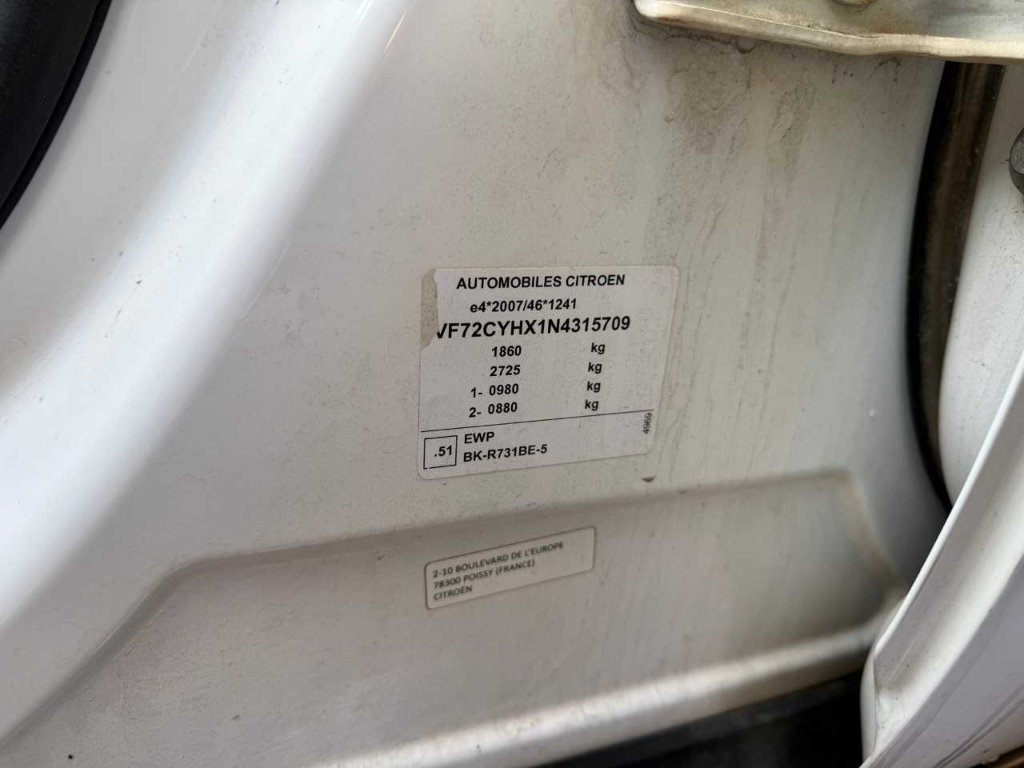 AUTOMOBILES CITROEN
e4*2007/46*1241
VF72CYHX1N4315709
1860 kg
2725 kg
1- 0980 kg
2- 0880 kg
.51
EWP
BK-R731BE-5
4969
2-10 BOULEVARD DE L'EUROPE
78300 POISSY (FRANCE)
CITROËN